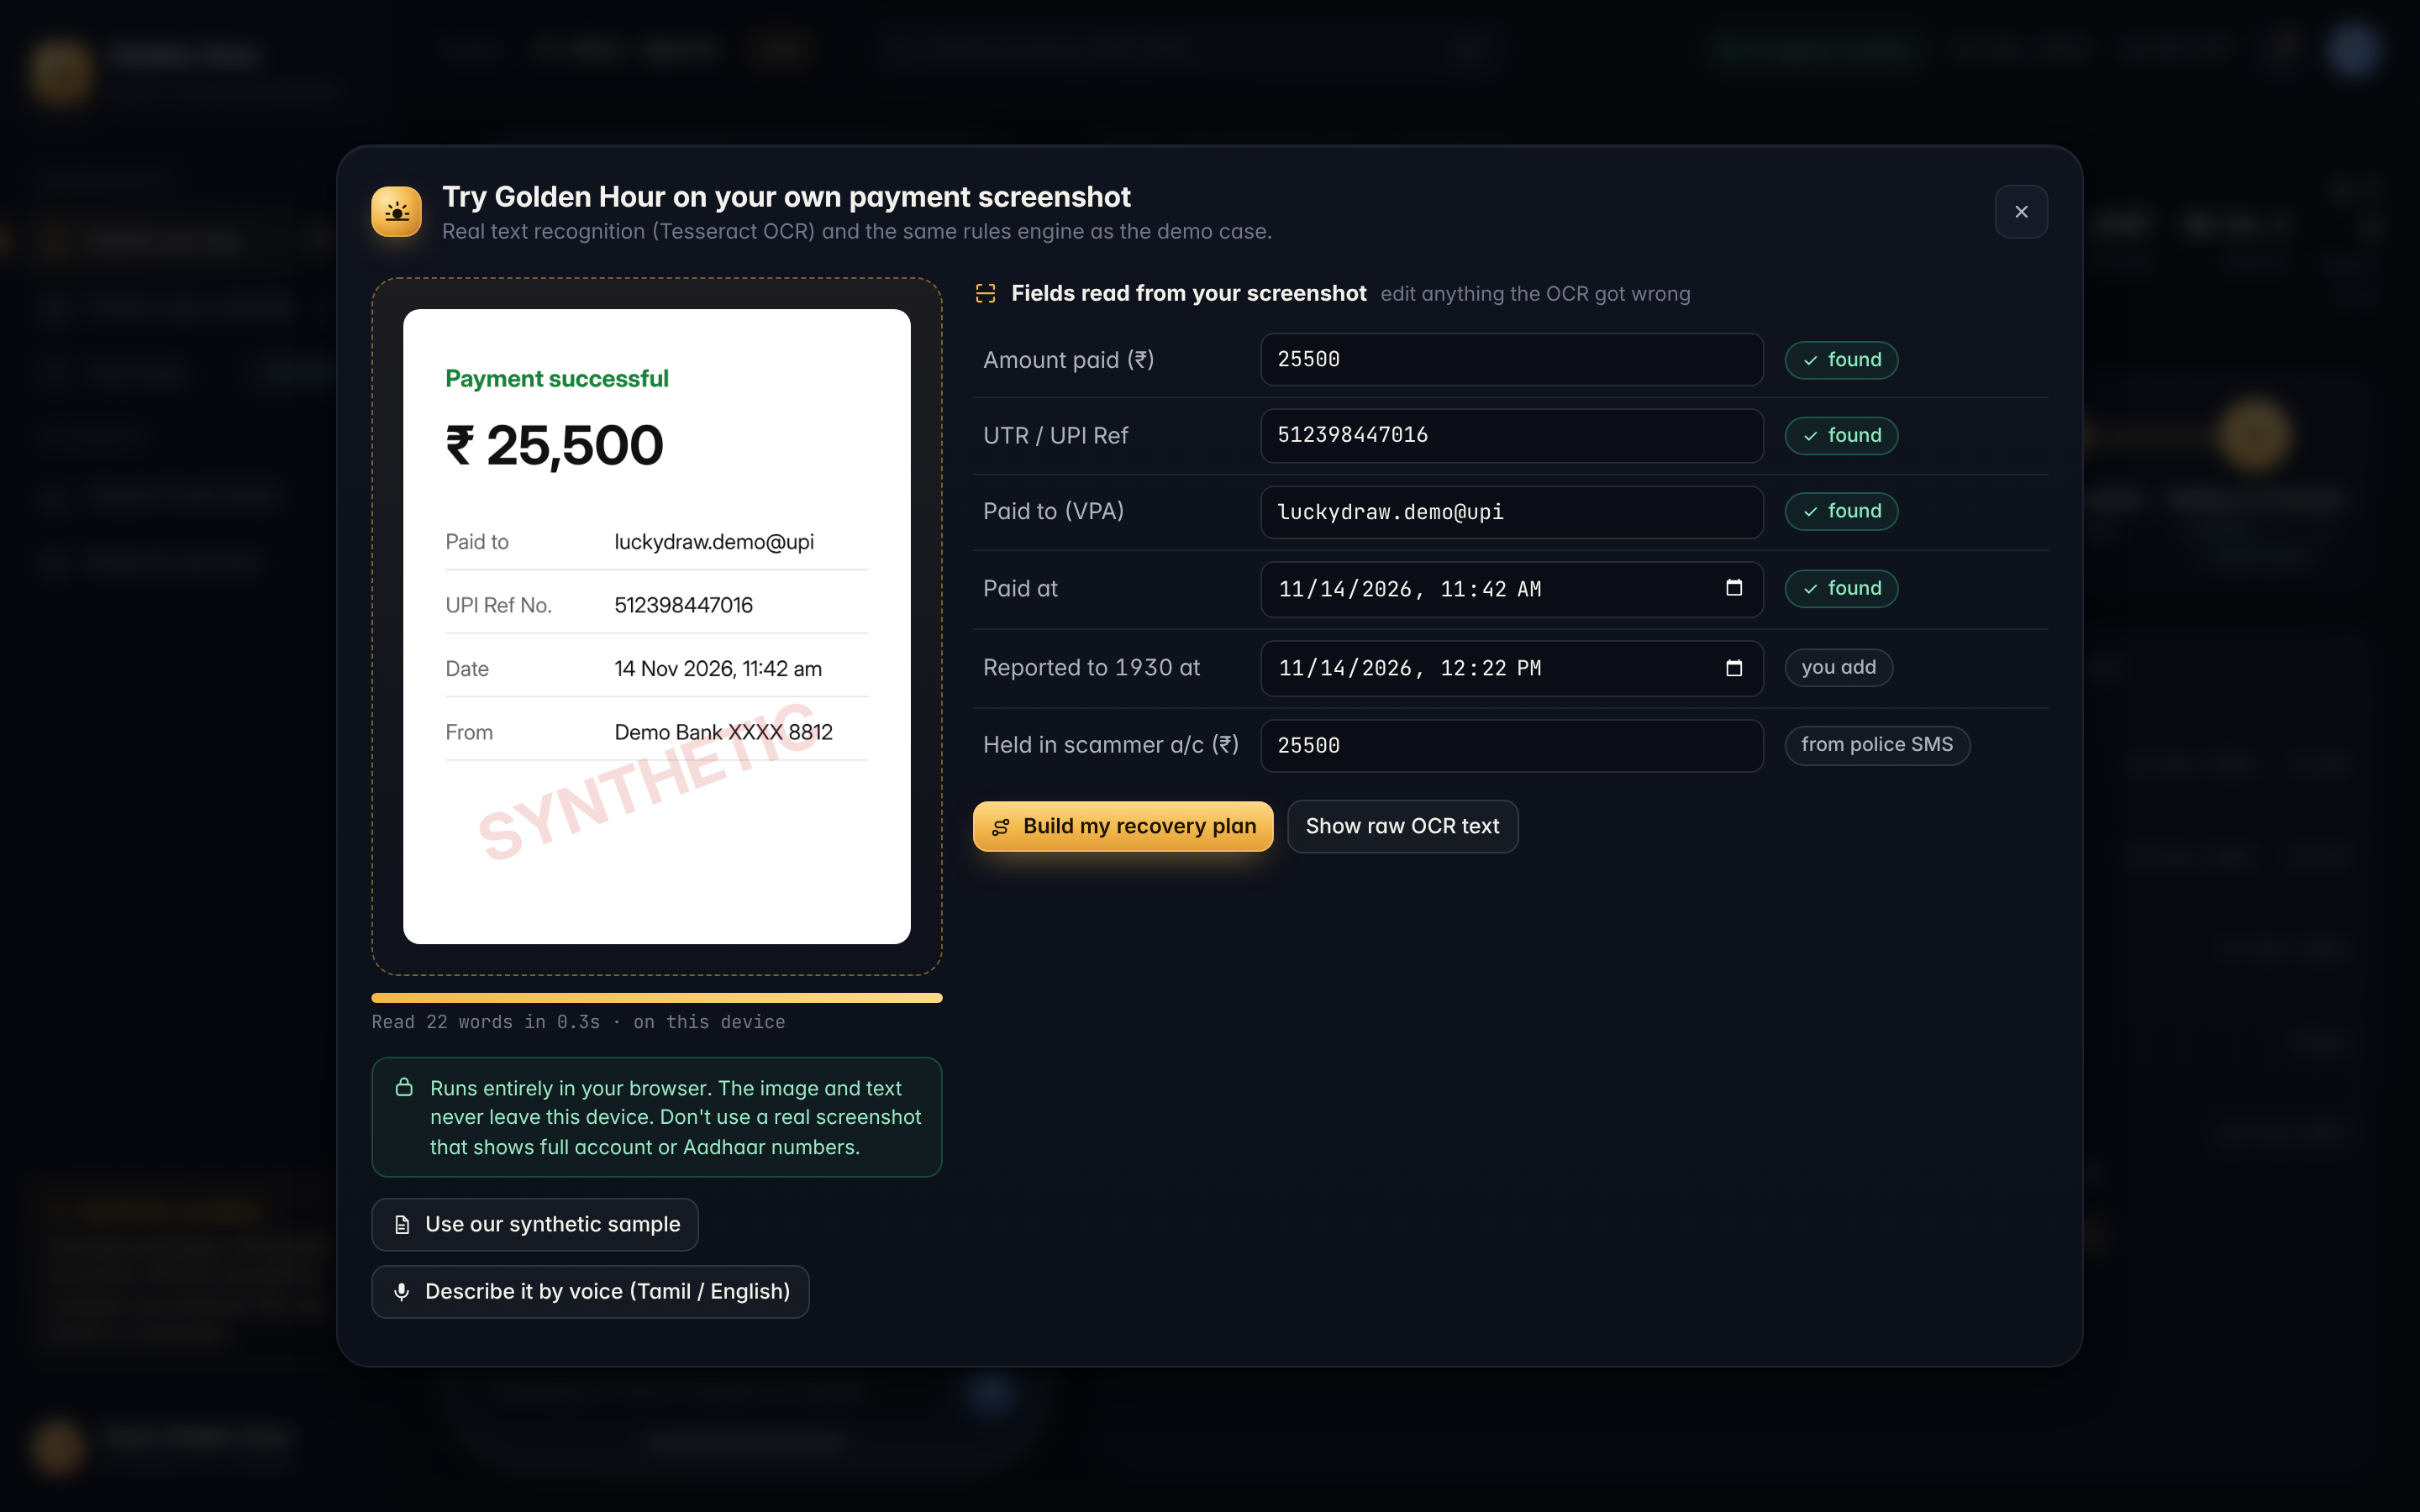 Try Golden Hour on your own payment screenshot
Real text recognition (Tesseract OCR) and the same rules engine as the demo case.
Payment successful
₹ 25,500
Paid to luckydraw.demo@upi
UPI Ref No. 512398447016
Date 14 Nov 2026, 11:42 am
From Demo Bank XXXX 8812
SYNTHETIC
Read 22 words in 0.3s · on this device
Runs entirely in your browser. The image and text
never leave this device. Don't use a real screenshot
that shows full account or Aadhaar numbers.
Use our synthetic sample
Describe it by voice (Tamil / English)
Fields read from your screenshot edit anything the OCR got wrong
Amount paid (₹) 25500 found
UTR / UPI Ref 512398447016 found
Paid to (VPA) luckydraw.demo@upi found
Paid at 11/14/2026, 11:42 AM found
Reported to 1930 at 11/14/2026, 12:22 PM you add
Held in scammer a/c (₹) 25500 from police SMS
Build my recovery plan Show raw OCR text